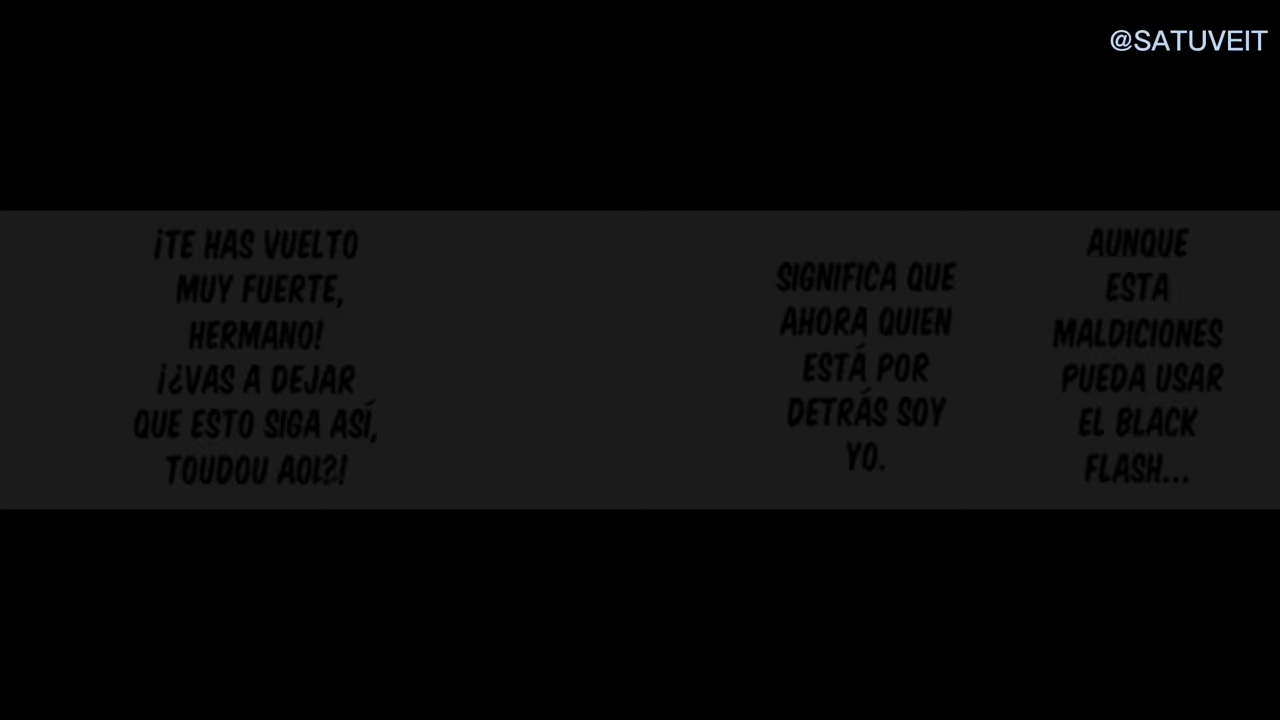 @SATUVEIT
¡TE HAS VUELTO
MUY FUERTE,
HERMANO!
¡¿VAS A DEJAR
QUE ESTO SIGA ASÍ,
TOUDOU AOI?!
SIGNIFICA QUE
AHORA QUIEN
ESTÁ POR
DETRÁS SOY
YO.
AUNQUE
ESTA
MALDICIONES
PUEDA USAR
EL BLACK
FLASH...